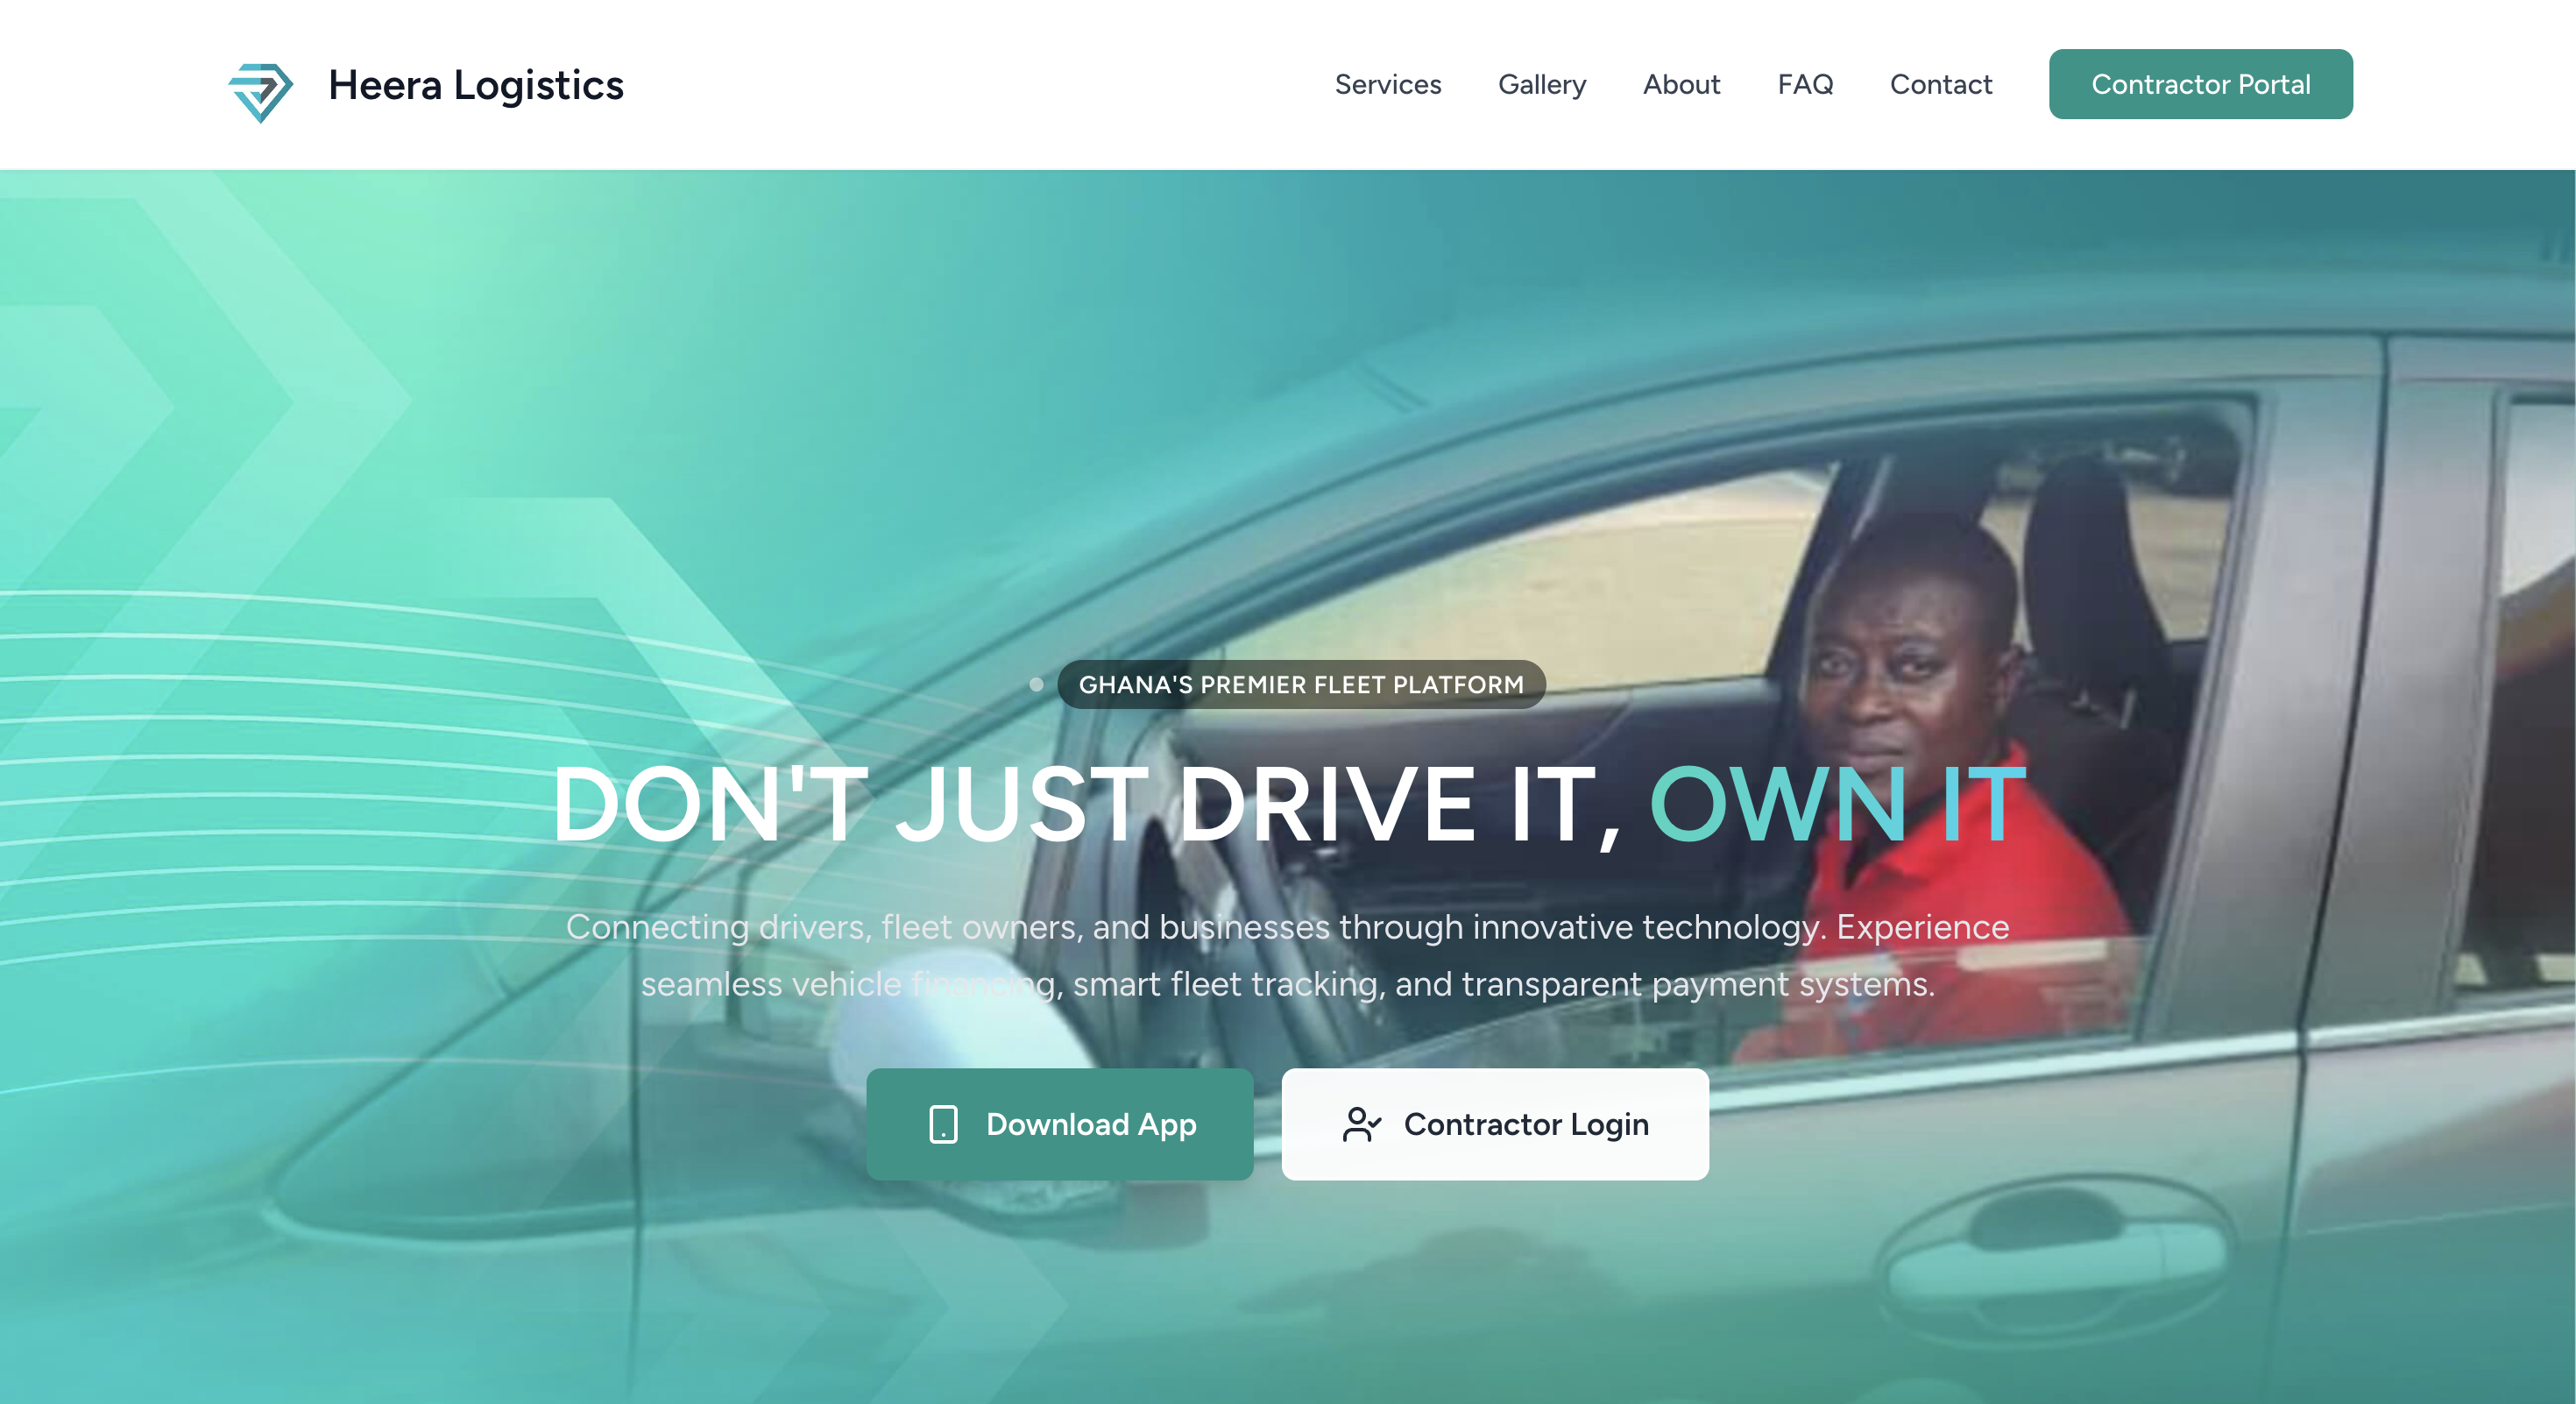 Heera Logistics
Services
Gallery
About
FAQ
Contact
Contractor Portal
GHANA'S PREMIER FLEET PLATFORM
DON'T JUST DRIVE IT, OWN IT
Connecting drivers, fleet owners, and businesses through innovative technology. Experience
seamless vehicle financing, smart fleet tracking, and transparent payment systems.
Download App
Contractor Login